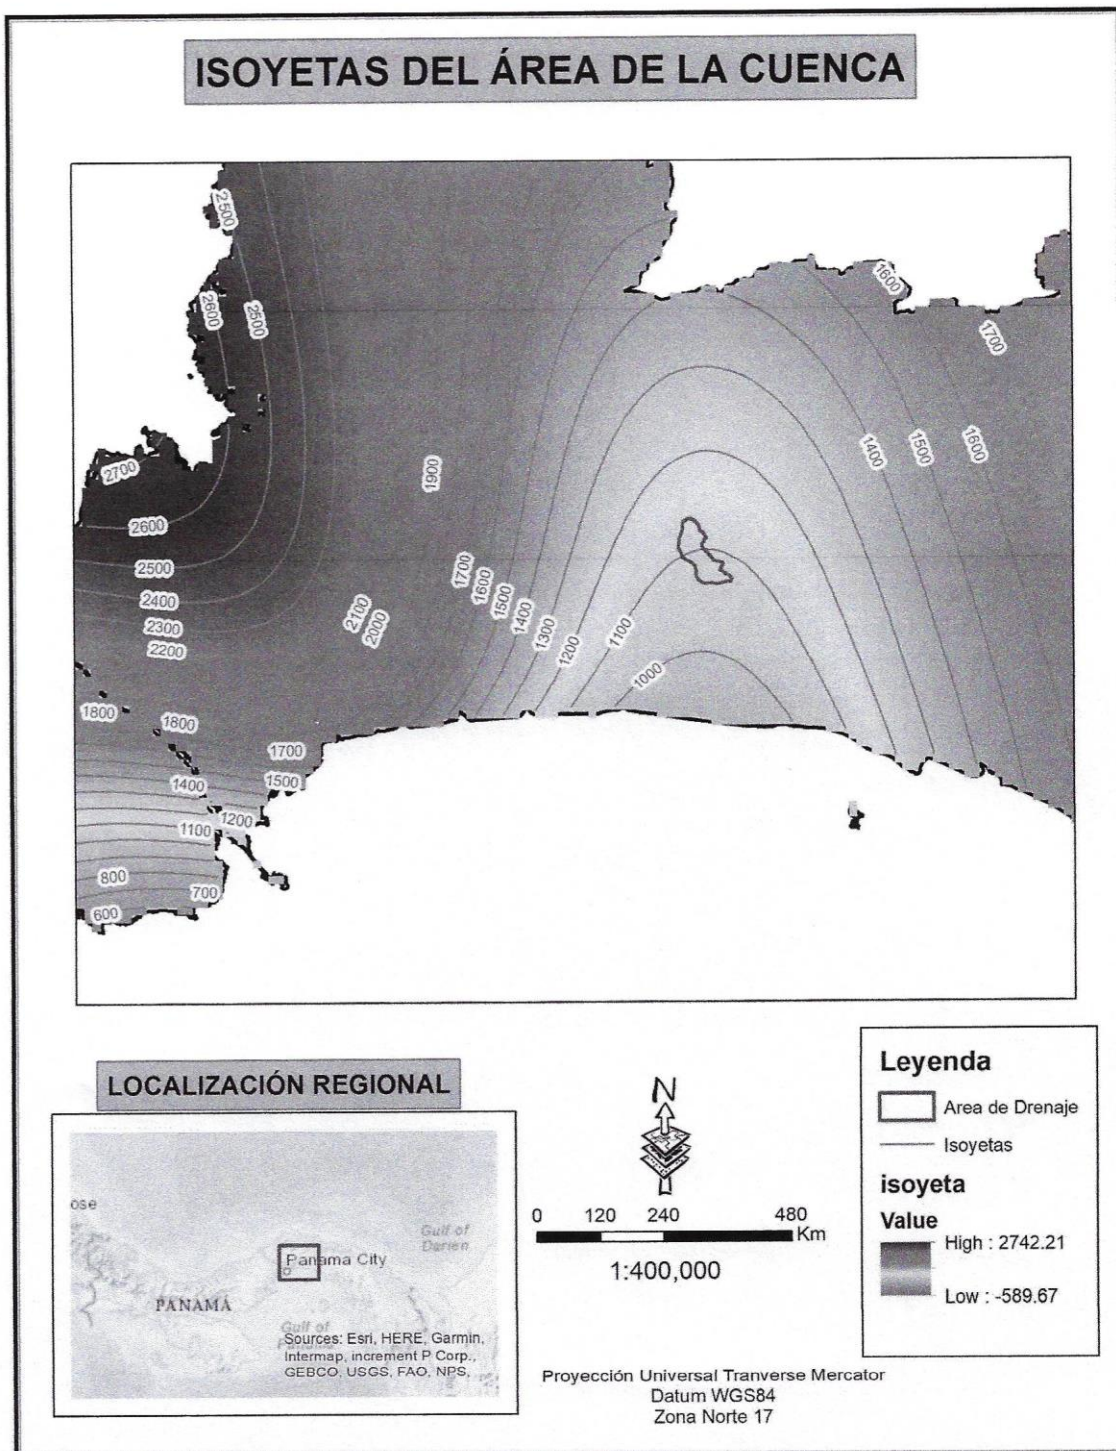 ISOYETAS DEL ÁREA DE LA CUENCA
2500
2600
2500
1600
1700
2700
1900
1400
1500
1600
2600
2500
2400
2300
2200
2100
2000
1700
1600
1500
1400
1300
1200
1100
1000
1800
1800
1700
1400
1500
1200
1100
800
700
600
LOCALIZACIÓN REGIONAL
ose
Gulf of
Darien
Panama City
PANAMÁ
Gulf of
Sources: Esri, HERE, Garmin,
Intermap, increment P Corp.,
GEBCO, USGS, FAO, NPS,
N
0 120 240 480
Km
1:400,000
Proyección Universal Tranverse Mercator
Datum WGS84
Zona Norte 17
Leyenda
Area de Drenaje
Isoyetas
isoyeta
Value
High : 2742.21
Low : -589.67